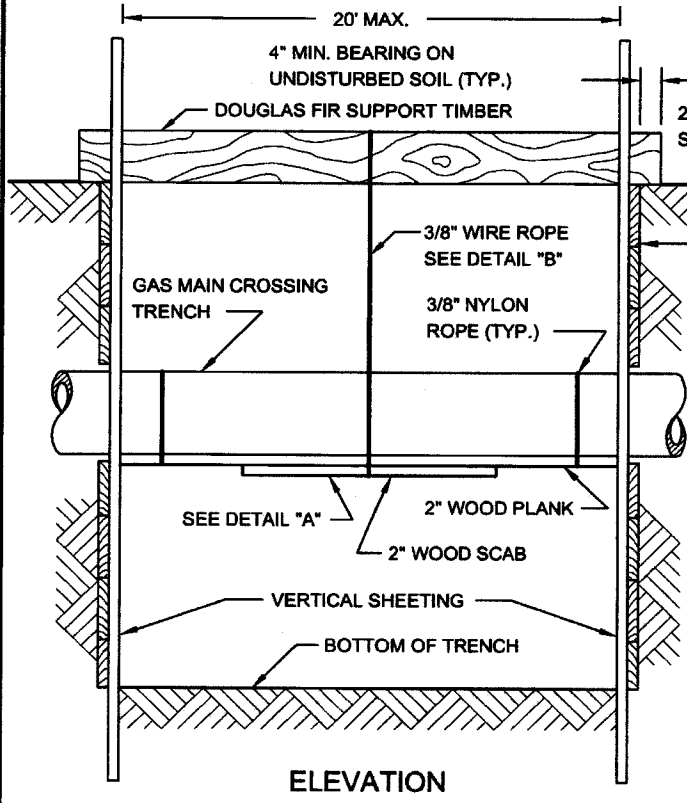 20' MAX.
4" MIN. BEARING ON
UNDISTURBED SOIL (TYP.)
DOUGLAS FIR SUPPORT TIMBER
2
S
3/8" WIRE ROPE
SEE DETAIL "B"
GAS MAIN CROSSING
TRENCH
3/8" NYLON
ROPE (TYP.)
SEE DETAIL "A"
2" WOOD PLANK
2" WOOD SCAB
VERTICAL SHEETING
BOTTOM OF TRENCH
ELEVATION